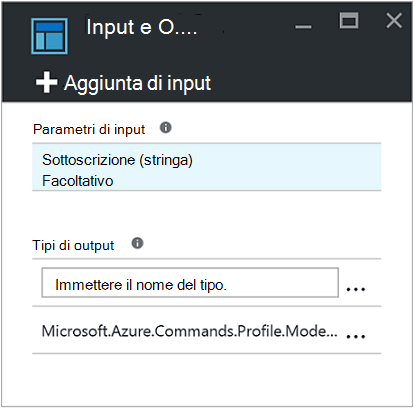 Input e O....
Aggiunta di input
Parametri di input
Sottoscrizione (stringa)
Facoltativo
Tipi di output
Immettere il nome del tipo.
...
Microsoft.Azure.Commands.Profile.Mode... ...